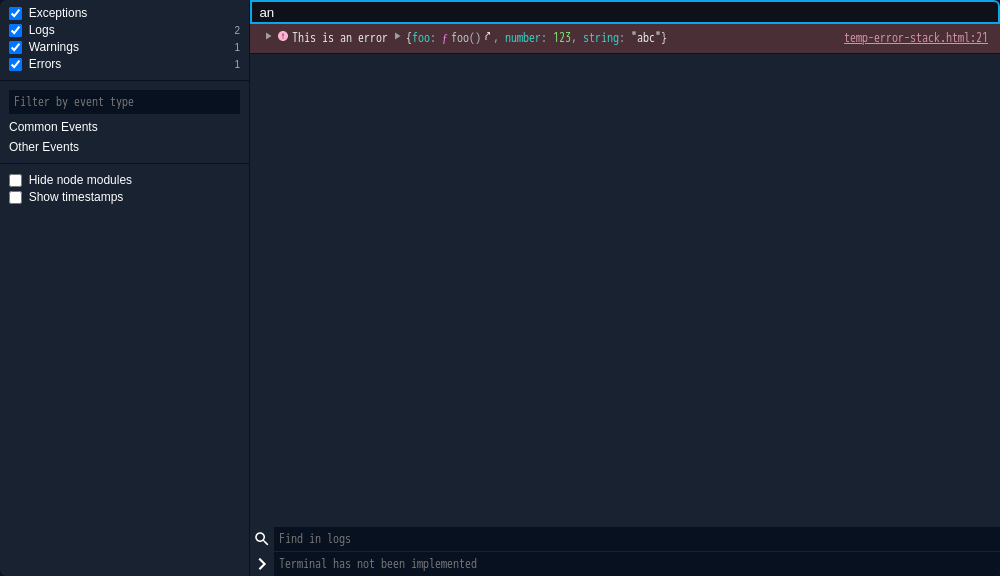 Exceptions
Logs 2
Warnings 1
Errors 1
Filter by event type
Common Events
Other Events
Hide node modules
Show timestamps
an
This is an error {foo: ƒ foo(), number: 123, string: "abc"} temp-error-stack.html:21
Find in logs
Terminal has not been implemented